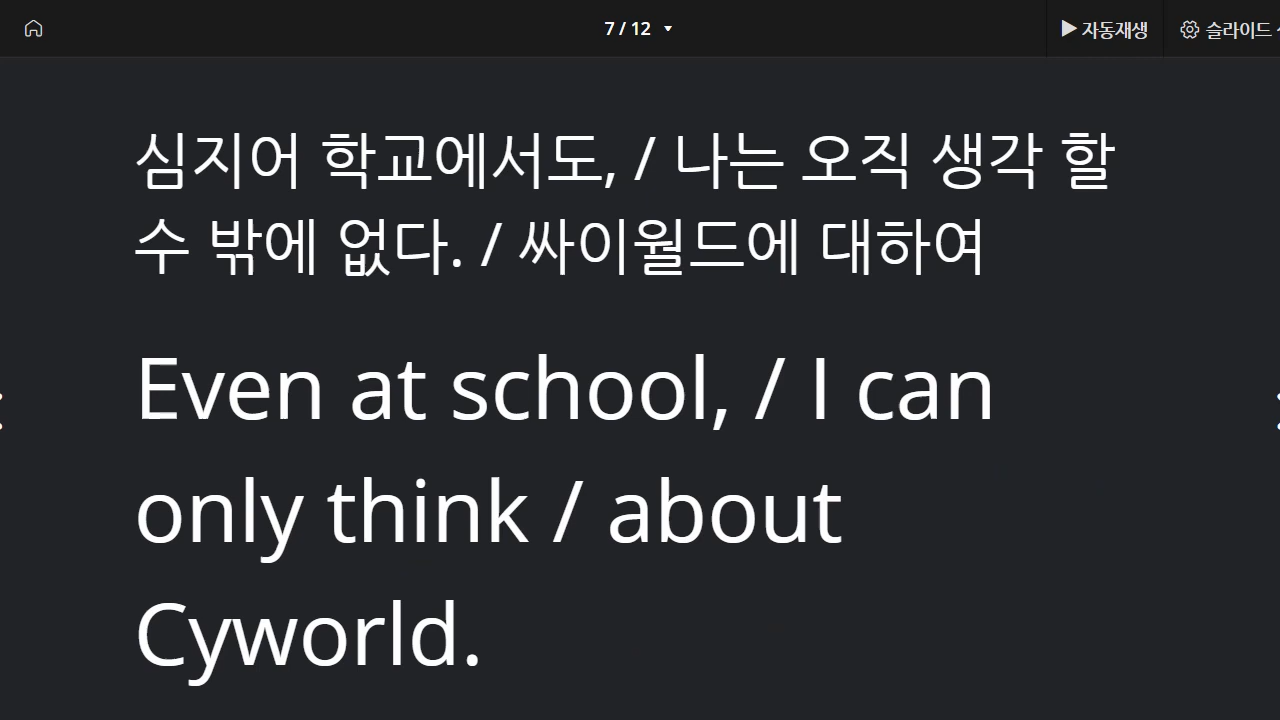 7 / 12
자동재생
슬라이드
심지어 학교에서도, / 나는 오직 생각 할
수 밖에 없다. / 싸이월드에 대하여
Even at school, / I can
only think / about
Cyworld.